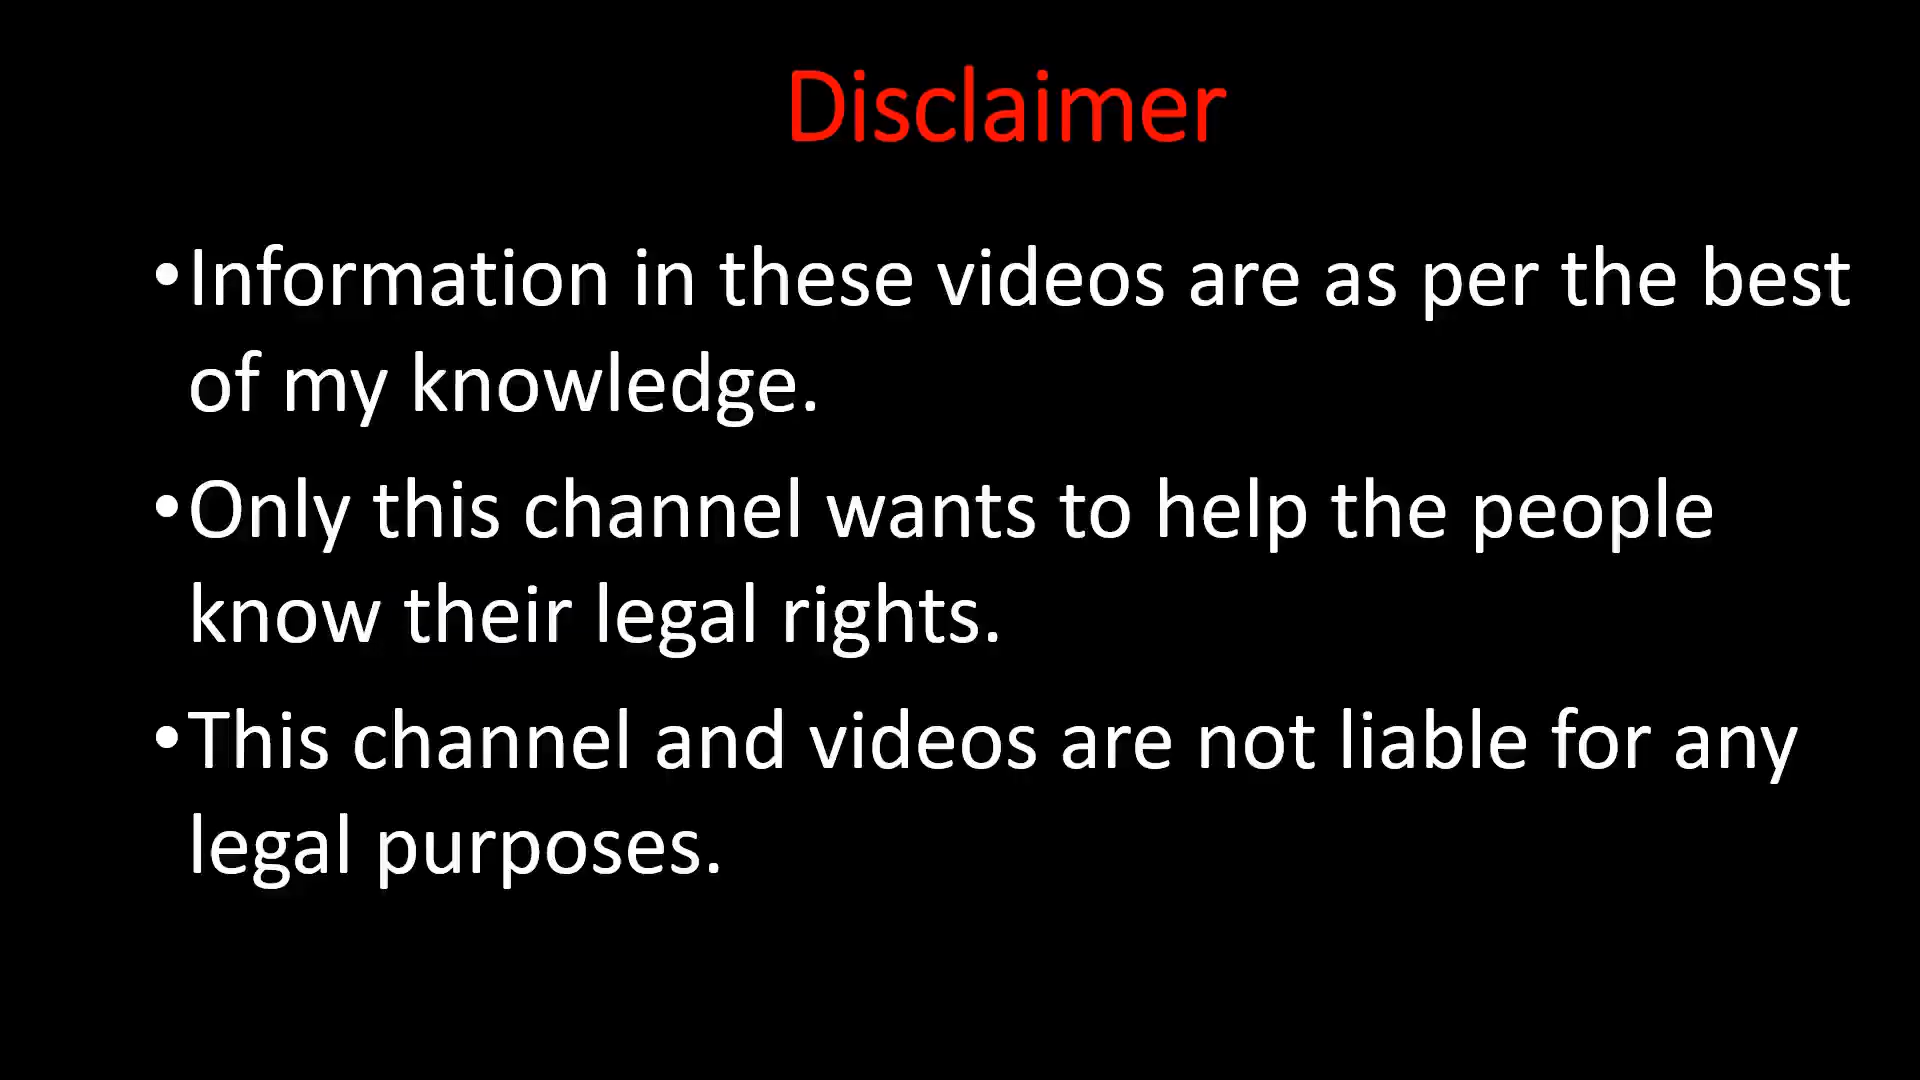 Disclaimer
•Information in these videos are as per the best
of my knowledge.
•Only this channel wants to help the people
know their legal rights.
•This channel and videos are not liable for any
legal purposes.